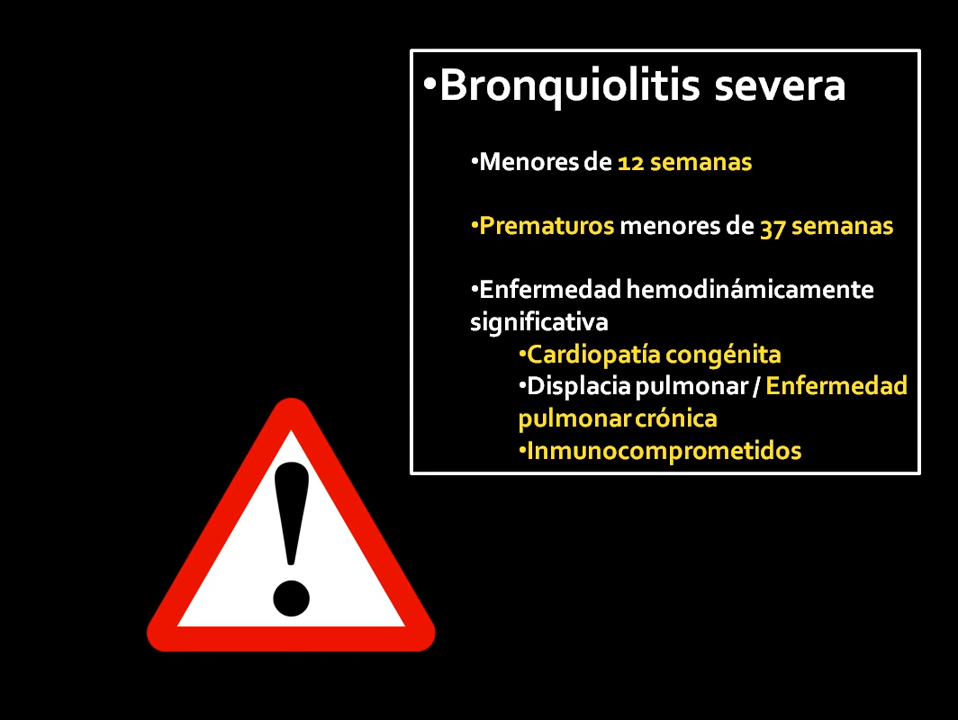 •Bronquiolitis severa
•Menores de 12 semanas
•Prematuros menores de 37 semanas
•Enfermedad hemodinámicamente
significativa
•Cardiopatía congénita
•Displacia pulmonar / Enfermedad
pulmonar crónica
•Inmunocomprometidos